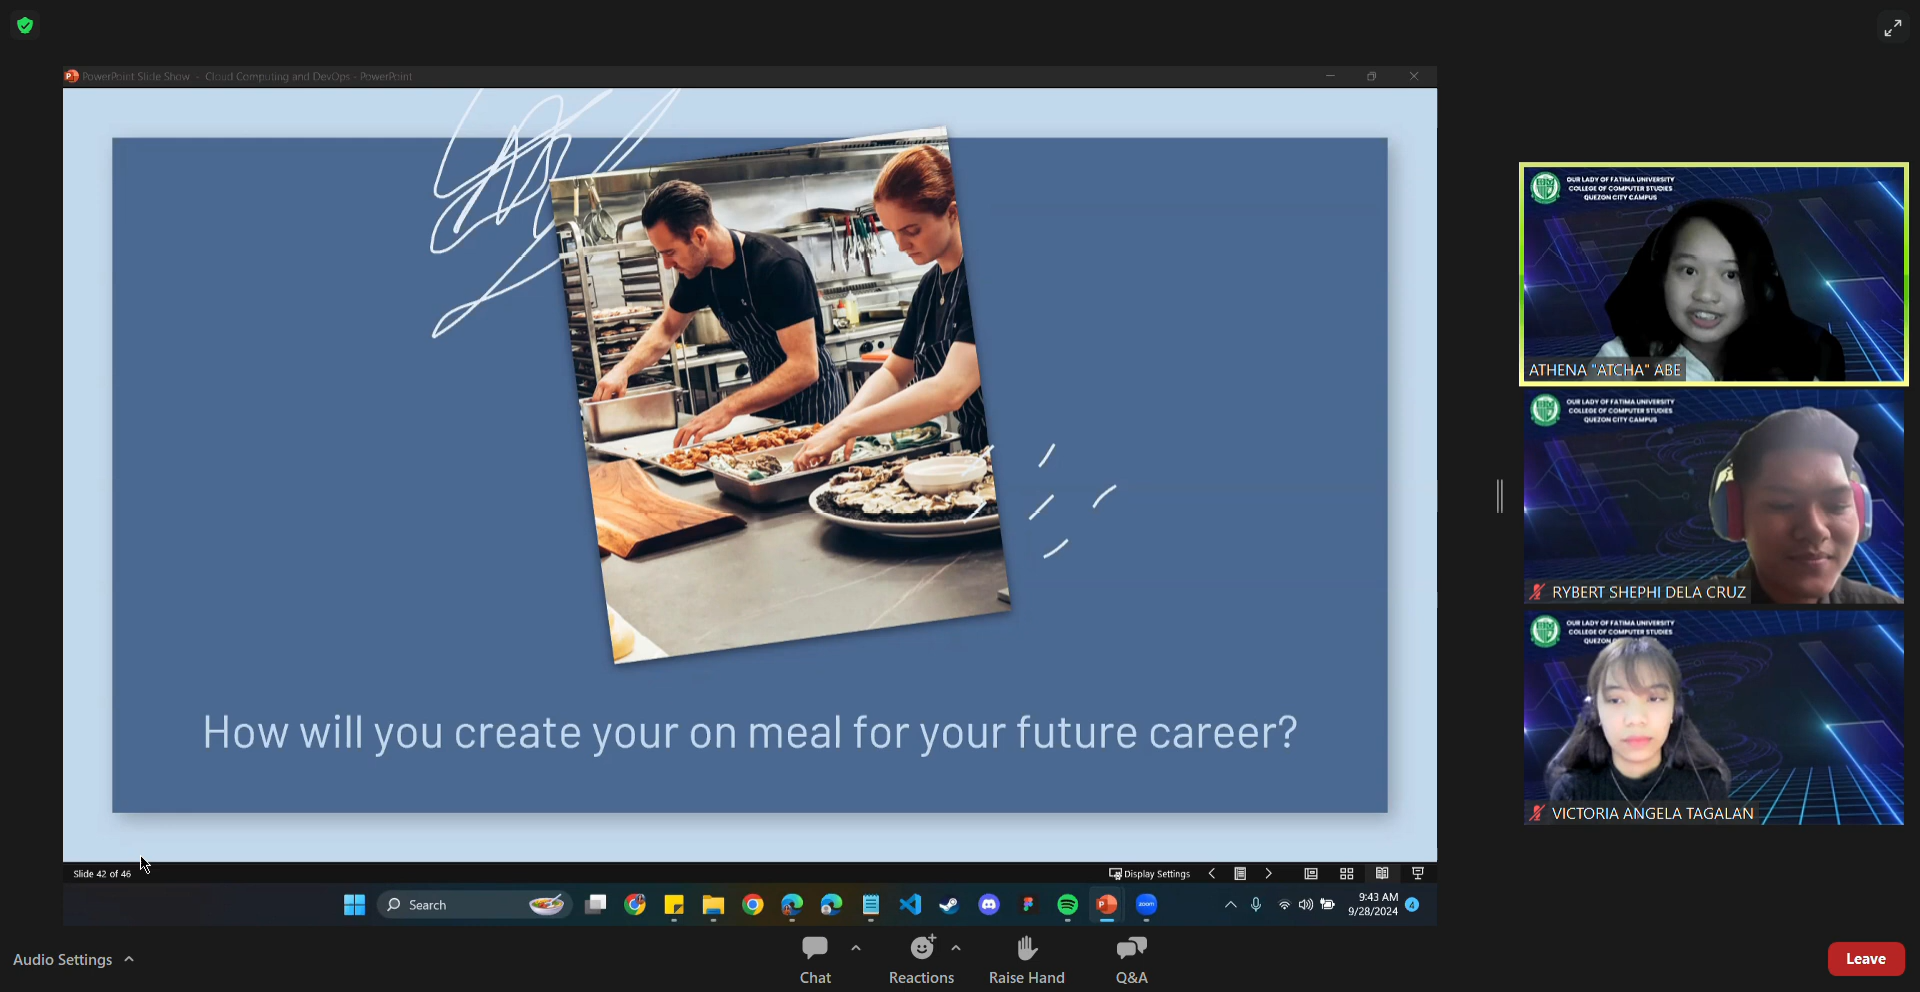 PowerPoint Slide Show - Cloud Computing and DevOps - PowerPoint
How will you create your on meal for your future career?
OUR LADY OF FATIMA UNIVERSITY
COLLEGE OF COMPUTER STUDIES
QUEZON CITY CAMPUS
ATHENA "ATCHA" ABE
OUR LADY OF FATIMA UNIVERSITY
COLLEGE OF COMPUTER STUDIES
QUEZON CITY CAMPUS
RYBERT SHEPHI DELA CRUZ
OUR LADY OF FATIMA UNIVERSITY
COLLEGE OF COMPUTER STUDIES
VICTORIA ANGELA TAGALAN
Slide 42 of 46
Display Settings
Search
zoom
9:43 AM
9/28/2024
4
Audio Settings
Chat
Reactions
Raise Hand
Q&A
Leave